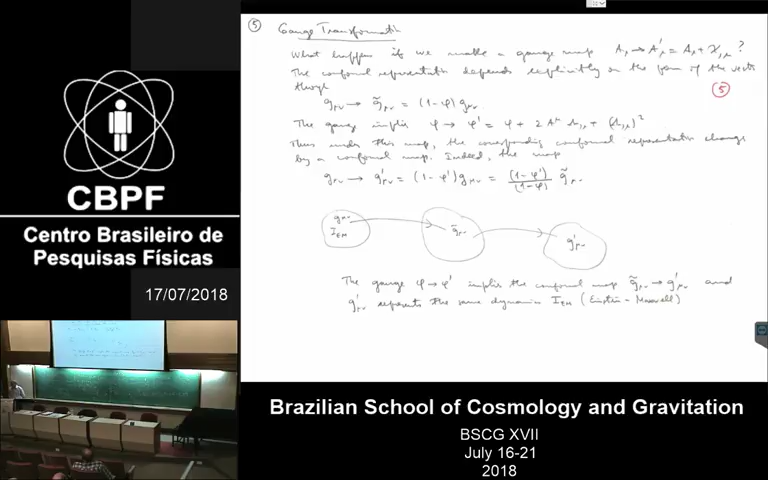 5 Gauge Transformation
What happens if we make a gauge map A_μ → A'_μ = A_μ + χ_{,μ} ?
The conformal representation depends explicitly on the form of the
through
5
g_μν → g̃_μν = (1-φ) g_μν
The gauge implies φ → φ' = φ + 2 A^μ
Thus under this map, the corresponding conformal representation changes
by a conformal map. Indeed, the map
g_μν → g'_μν = (1-φ') g_μν = (1-φ')/(1-φ) g̃_μν
g_μν
I_EM
g̃_μν
g'_μν
The gauge φ → φ' implies the conformal map g̃_μν → g'_μν and
g'_μν represents the same dynamics I_EM (Einstein-Maxwell)
CBPF
Centro Brasileiro de
Pesquisas Físicas
17/07/2018
Brazilian School of Cosmology and Gravitation
BSCG XVII
July 16-21
2018